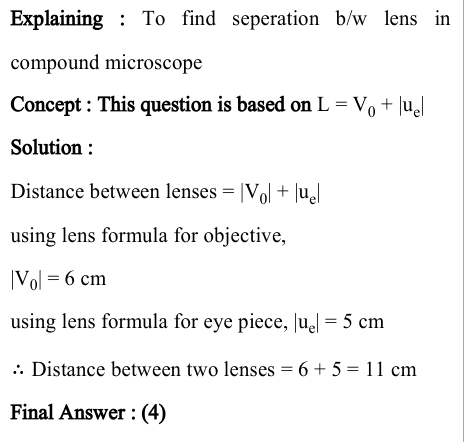 Explaining : To find seperation b/w lens in
compound microscope
Concept : This question is based on L = V₀ + |uₑ|
Solution :
Distance between lenses = |V₀| + |uₑ|
using lens formula for objective,
|V₀| = 6 cm
using lens formula for eye piece, |uₑ| = 5 cm
∴ Distance between two lenses = 6 + 5 = 11 cm
Final Answer : (4)